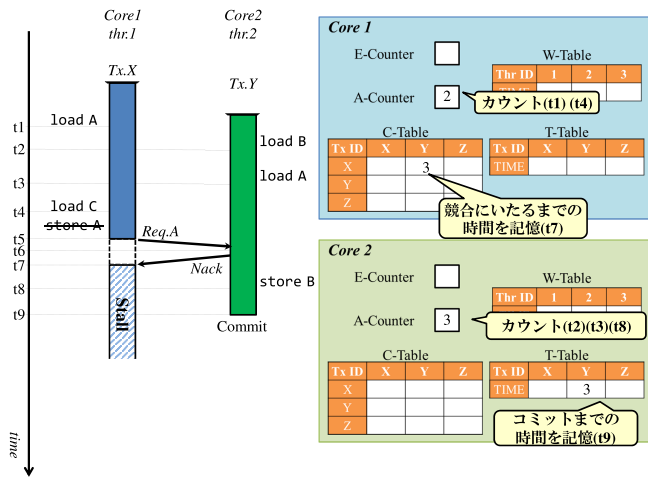 Core1
thr.1
Core2
thr.2
Tx.X
Tx.Y
t1
load A
load B
t2
load A
t3
load C
t4
store A
t5
Req.A
t6
t7
Nack
t8
store B
t9
Stall
Commit
time
Core 1
E-Counter
W-Table
Thr ID 1 2 3
TIME
A-Counter 2
カウント(t1) (t4)
C-Table
Tx ID X Y Z
X 3
Y
Z
T-Table
Tx ID X Y Z
TIME
競合にいたるまでの
時間を記憶(t7)
Core 2
E-Counter
W-Table
Thr ID 1 2 3
A-Counter 3
カウント(t2)(t3)(t8)
C-Table
Tx ID X Y Z
X
Y
Z
T-Table
Tx ID X Y Z
TIME 3
コミットまでの
時間を記憶(t9)